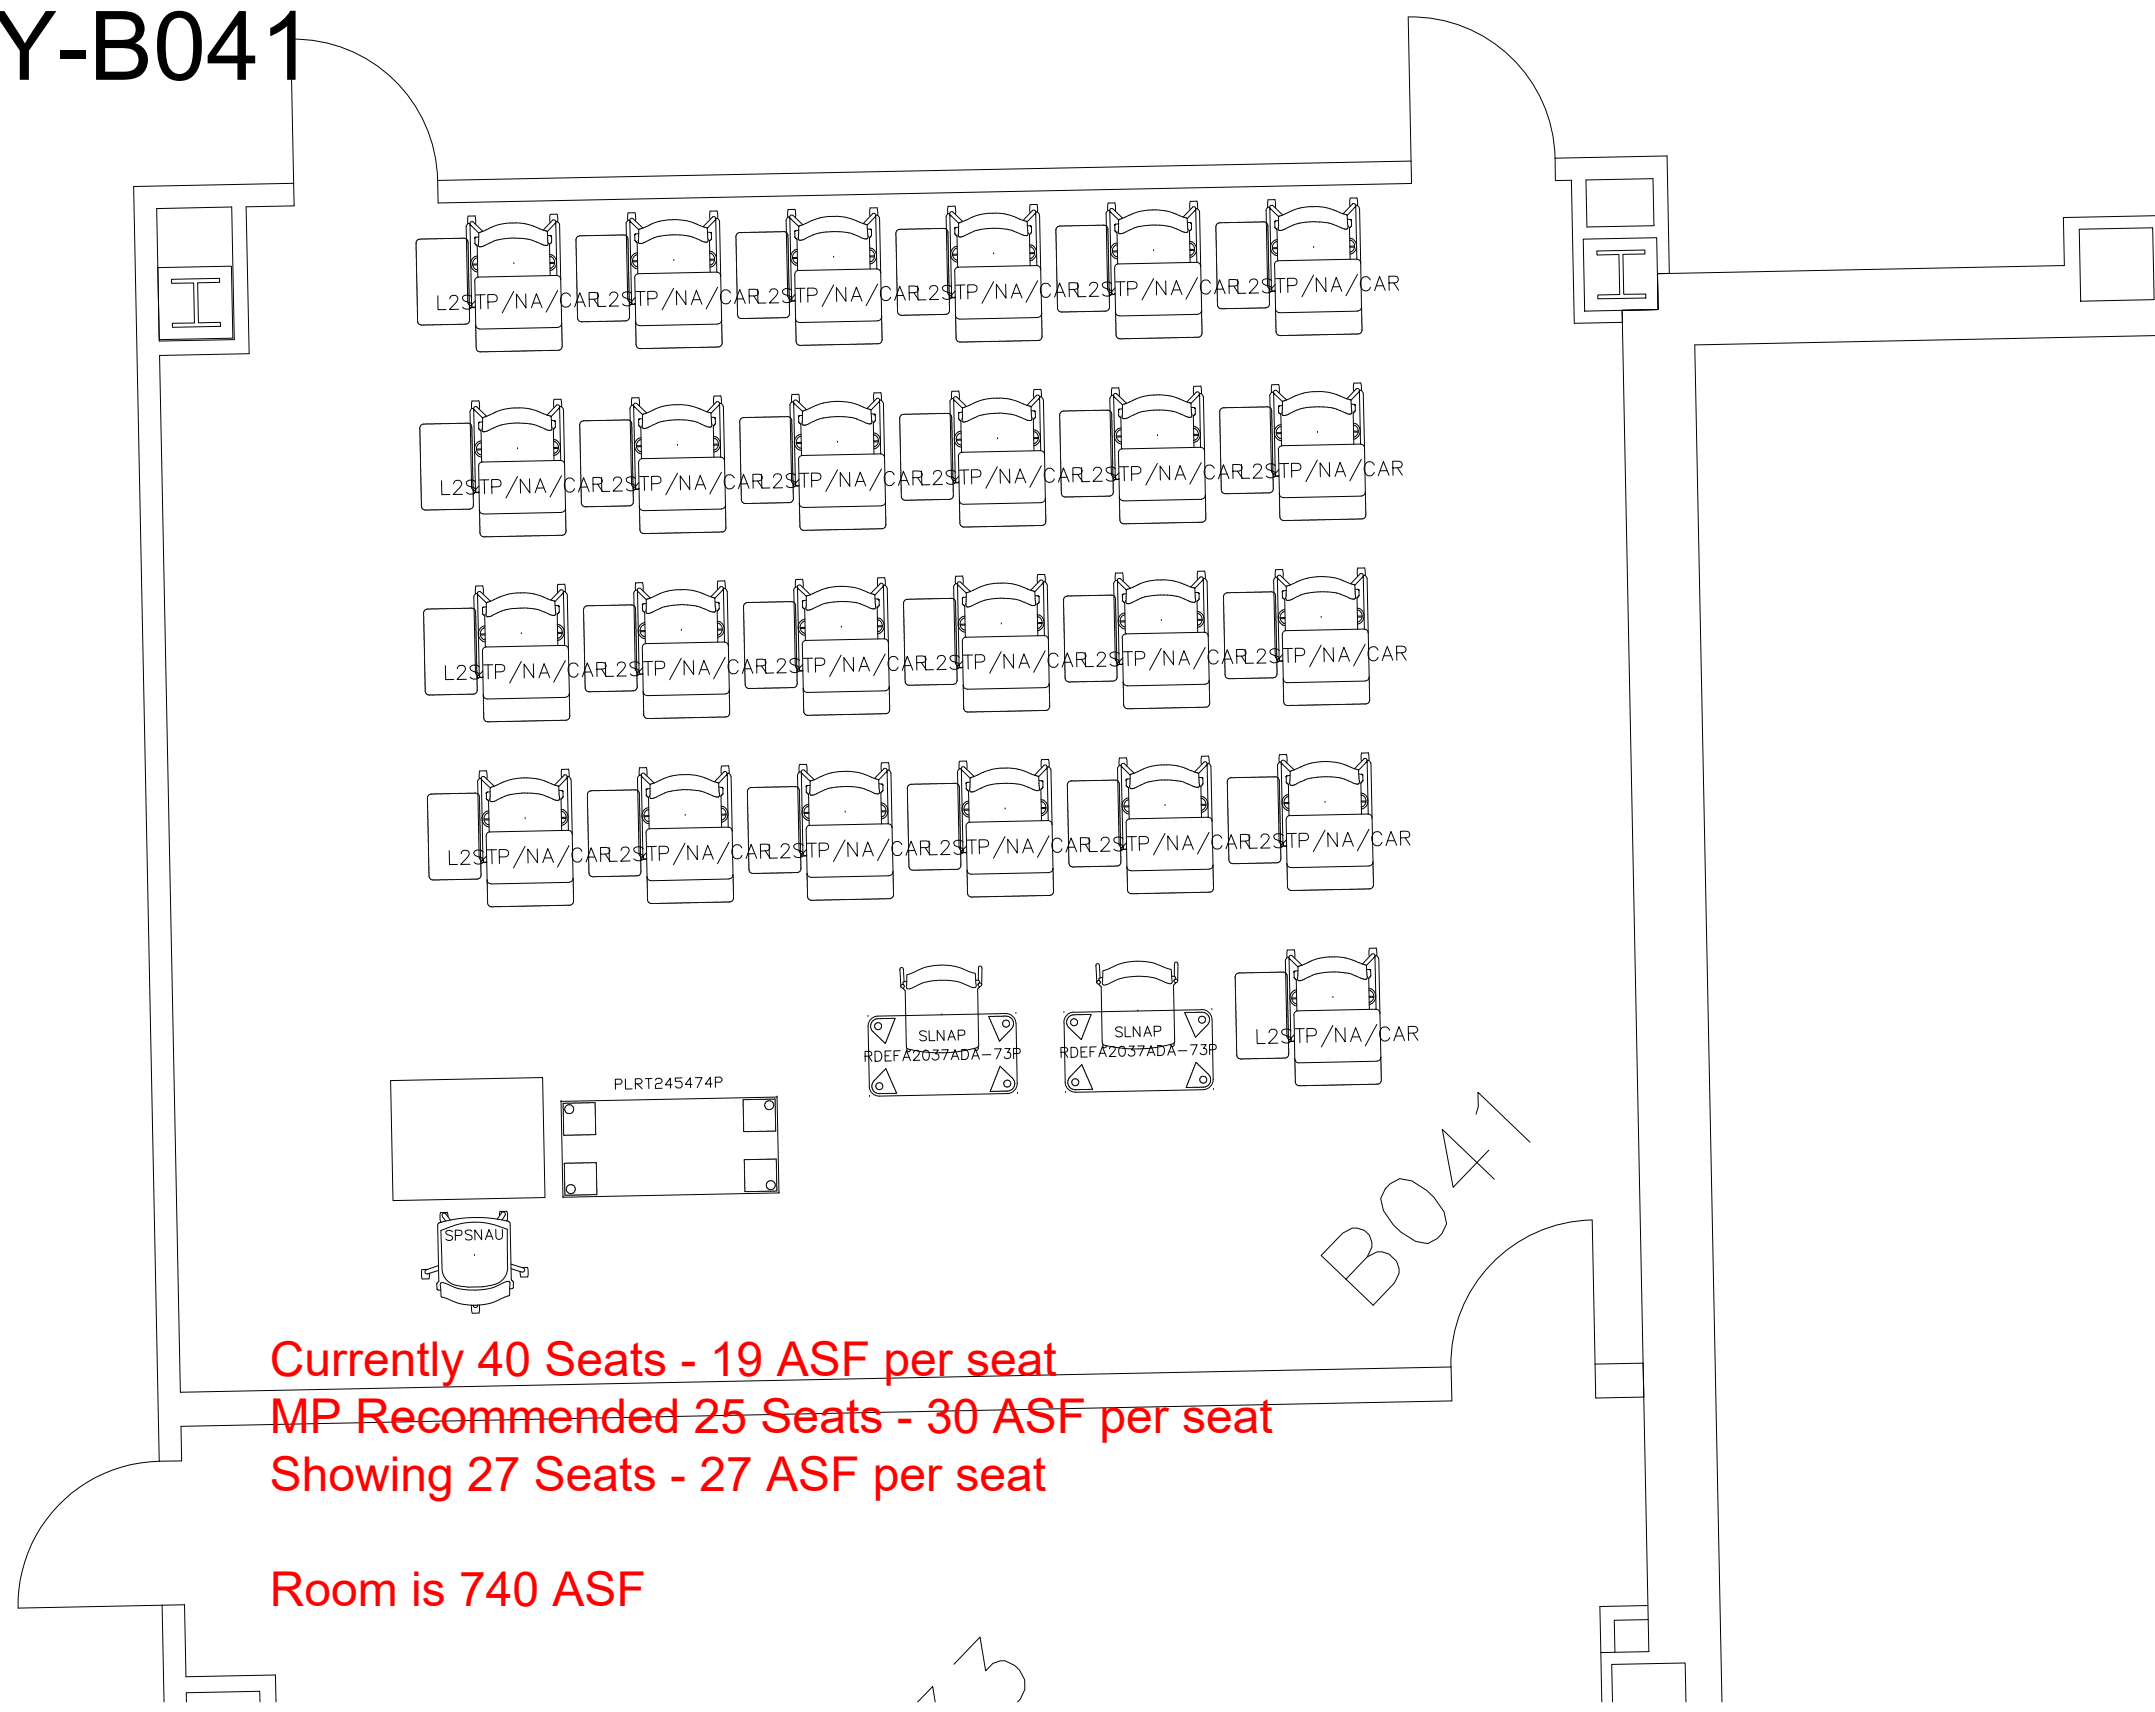 Y-B041
L2STP/NA/CAR L2STP/NA/CAR L2STP/NA/CAR L2STP/NA/CAR L2STP/NA/CAR L2STP/NA/CAR
L2STP/NA/CAR L2STP/NA/CAR L2STP/NA/CAR L2STP/NA/CAR L2STP/NA/CAR L2STP/NA/CAR
L2STP/NA/CAR L2STP/NA/CAR L2STP/NA/CAR L2STP/NA/CAR L2STP/NA/CAR L2STP/NA/CAR
L2STP/NA/CAR L2STP/NA/CAR L2STP/NA/CAR L2STP/NA/CAR L2STP/NA/CAR L2STP/NA/CAR
SLNAP SLNAP L2STP/NA/CAR
RDEFA2037ADA-73P RDEFA2037ADA-73P
PLRT245474P
B041
SPSNAU
Currently 40 Seats - 19 ASF per seat
MP Recommended 25 Seats - 30 ASF per seat
Showing 27 Seats - 27 ASF per seat
Room is 740 ASF